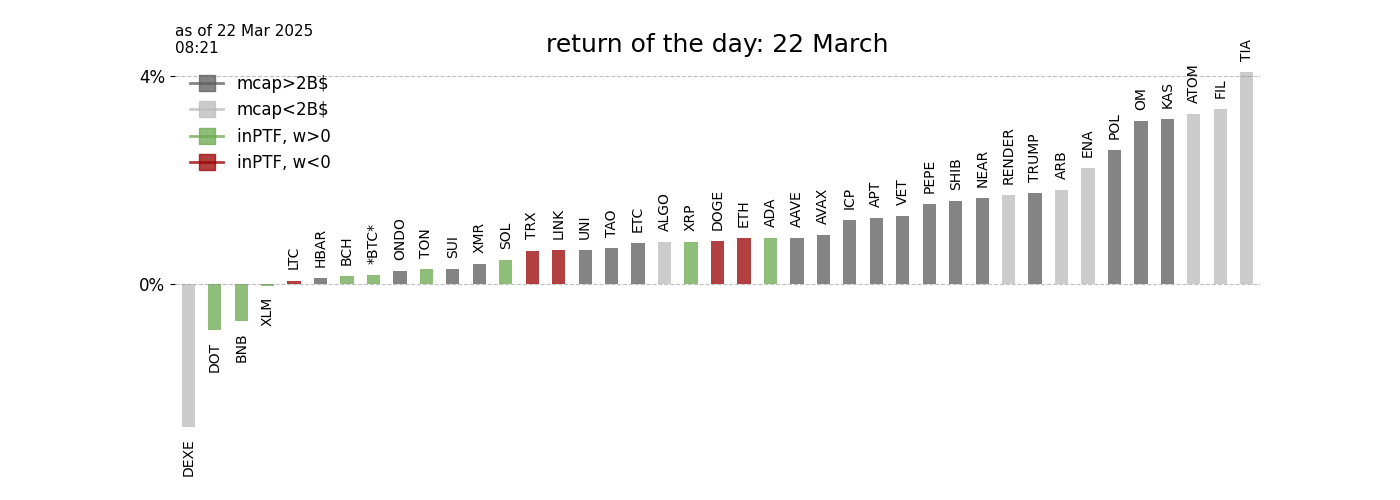 as of 22 Mar 2025
08:21
return of the day: 22 March
4%
0%
mcap>2B$
mcap<2B$
inPTF, w>0
inPTF, w<0
DEXE
DOT
BNB
XLM
LTC
HBAR
BCH
*BTC*
ONDO
TON
SUI
XMR
SOL
TRX
LINK
UNI
TAO
ETC
ALGO
XRP
DOGE
ETH
ADA
AAVE
AVAX
ICP
APT
VET
PEPE
SHIB
NEAR
RENDER
TRUMP
ARB
ENA
POL
OM
KAS
ATOM
FIL
TIA